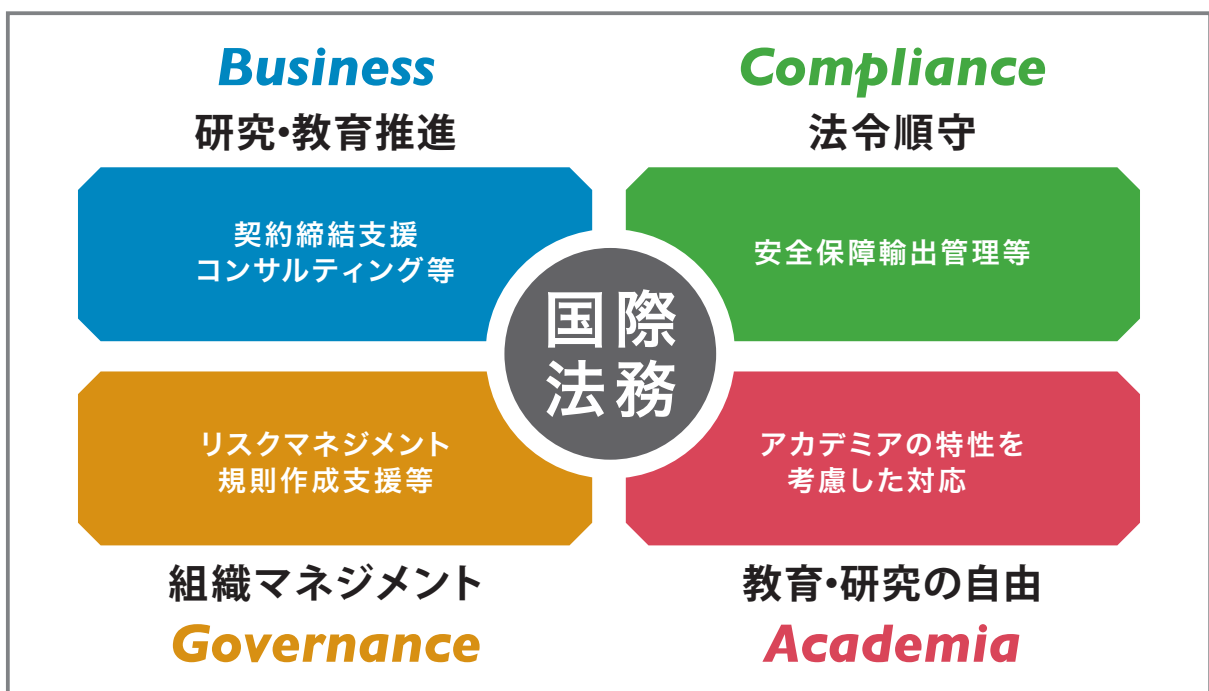 Business
研究・教育推進
契約締結支援
コンサルティング等
Compliance
法令順守
安全保障輸出管理等
国際
法務
リスクマネジメント
規則作成支援等
組織マネジメント
Governance
アカデミアの特性を
考慮した対応
教育・研究の自由
Academia